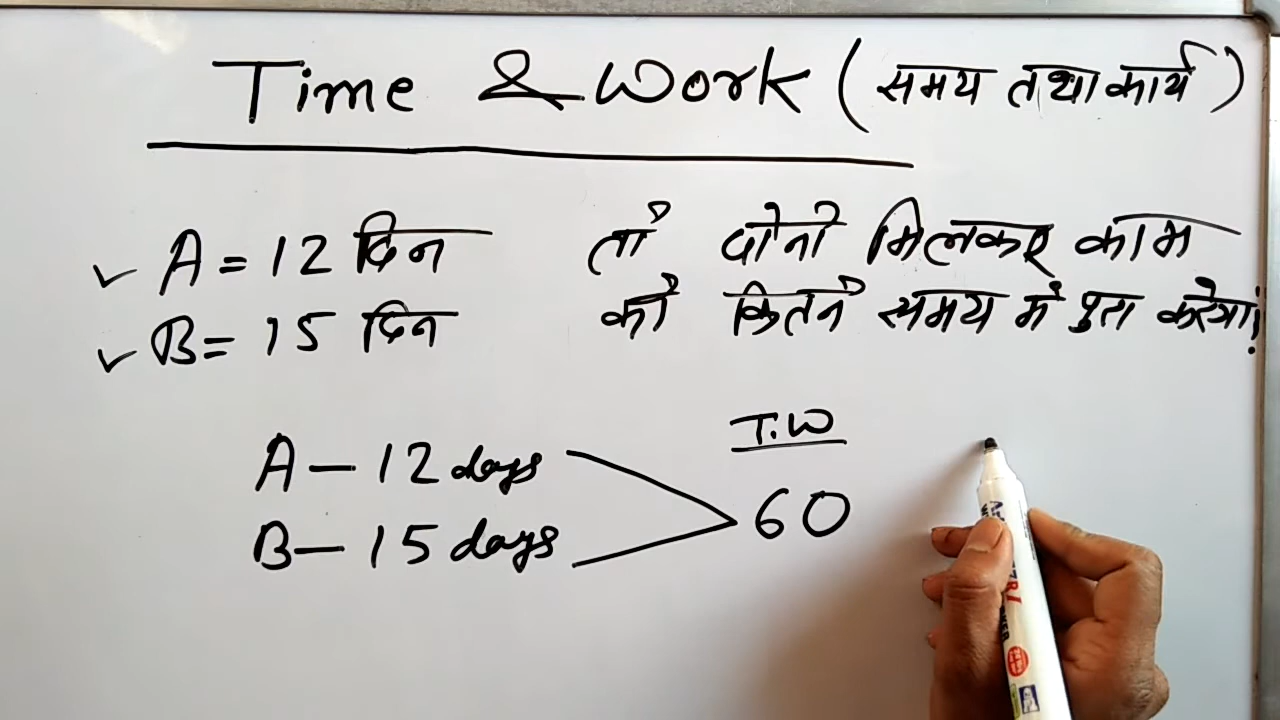 Time & Work (समय तथा कार्य)
A = 12 दिन तो दोनो मिलकर काम
B = 15 दिन को कितने समय मे पुरा करेगा!
T.W
A — 12 days
60
B — 15 days